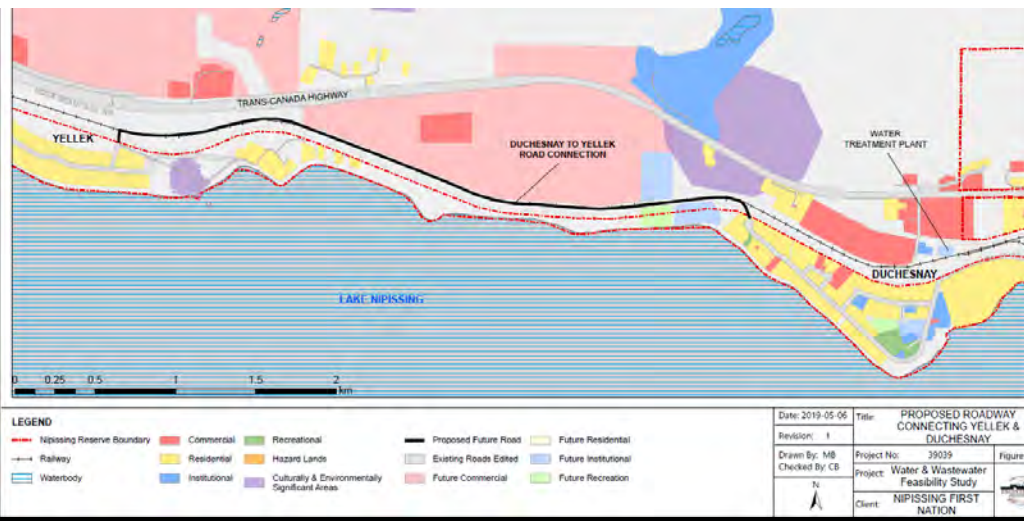 TRANS-CANADA HIGHWAY
YELLEK
DUCHESNAY TO YELLEK
ROAD CONNECTION
WATER
TREATMENT PLANT
DUCHESNAY
LAKE NIPISSING
0 0.25 0.5 1 1.5 2
km
LEGEND
Nipissing Reserve Boundary
Railway
Waterbody
Commercial
Residential
Institutional
Recreational
Hazard Lands
Culturally & Environmentally
Significant Areas
Proposed Future Road
Existing Roads Edited
Future Commercial
Future Residential
Future Institutional
Future Recreation
Date: 2019-05-06
Revision: 1
Drawn By: MB
Checked By: CB
N
Title: PROPOSED ROADWAY
CONNECTING YELLEK &
DUCHESNAY
Project No: 39039
Figure
Project: Water & Wastewater
Feasibility Study
Client: NIPISSING FIRST
NATION